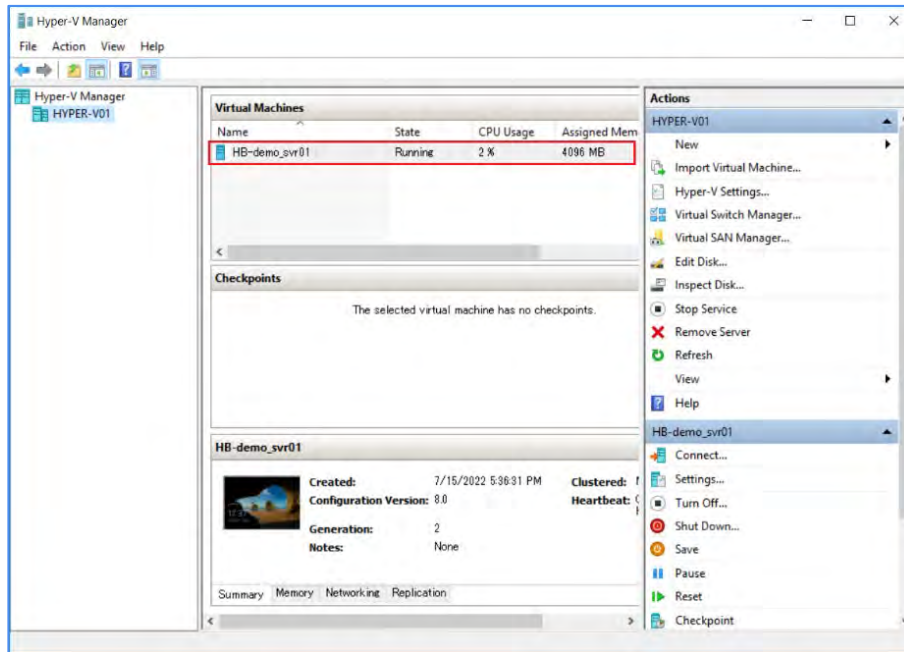 Hyper-V Manager
File Action View Help
Hyper-V Manager
HYPER-V01
Virtual Machines
Name State CPU Usage Assigned Mem
HB-demo_svr01 Running 2 % 4096 MB
Checkpoints
The selected virtual machine has no checkpoints.
HB-demo_svr01
Created: 7/15/2022 5:36:31 PM Clustered:
Configuration Version: 8.0 Heartbeat:
Generation: 2
Notes: None
Summary Memory Networking Replication
Actions
HYPER-V01
New
Import Virtual Machine...
Hyper-V Settings...
Virtual Switch Manager...
Virtual SAN Manager...
Edit Disk...
Inspect Disk...
Stop Service
Remove Server
Refresh
View
Help
HB-demo_svr01
Connect...
Settings...
Turn Off...
Shut Down...
Save
Pause
Reset
Checkpoint